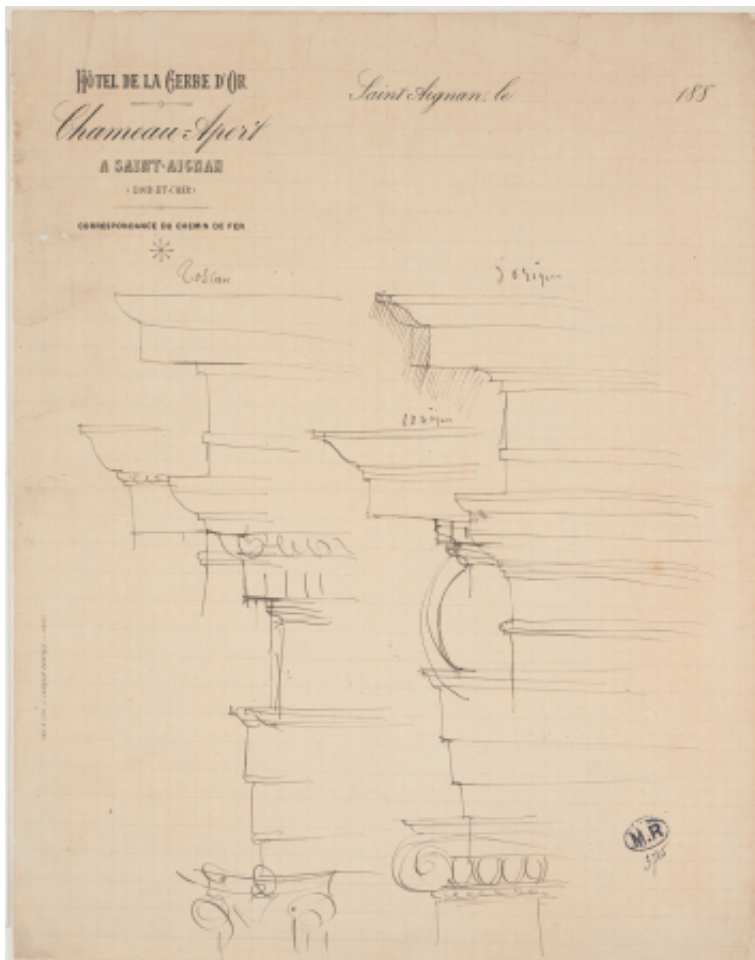 HÔTEL DE LA GERBE D'OR
Saint Aignan, le 188
Chameau-Apert
A SAINT-AIGNAN
(LOIR-ET-CHER)
CORRESPONDANCE DU CHEMIN DE FER
Toscan
dorique
dorique
M.R